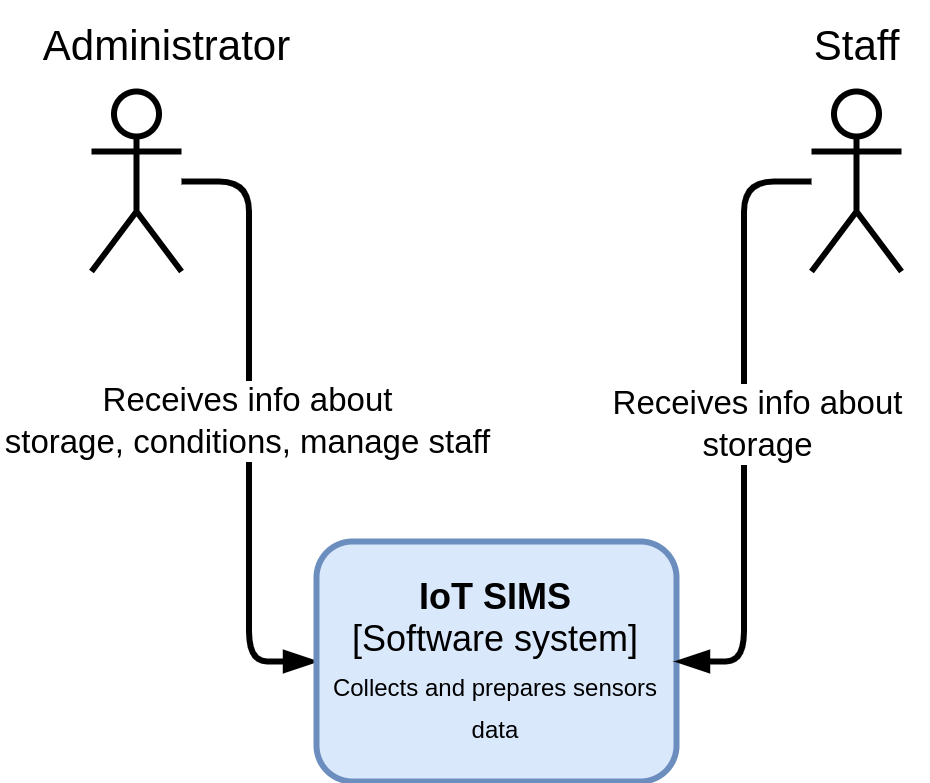 Administrator
Staff
Receives info about
storage, conditions, manage staff
Receives info about
storage
IoT SIMS
[Software system]
Collects and prepares sensors
data